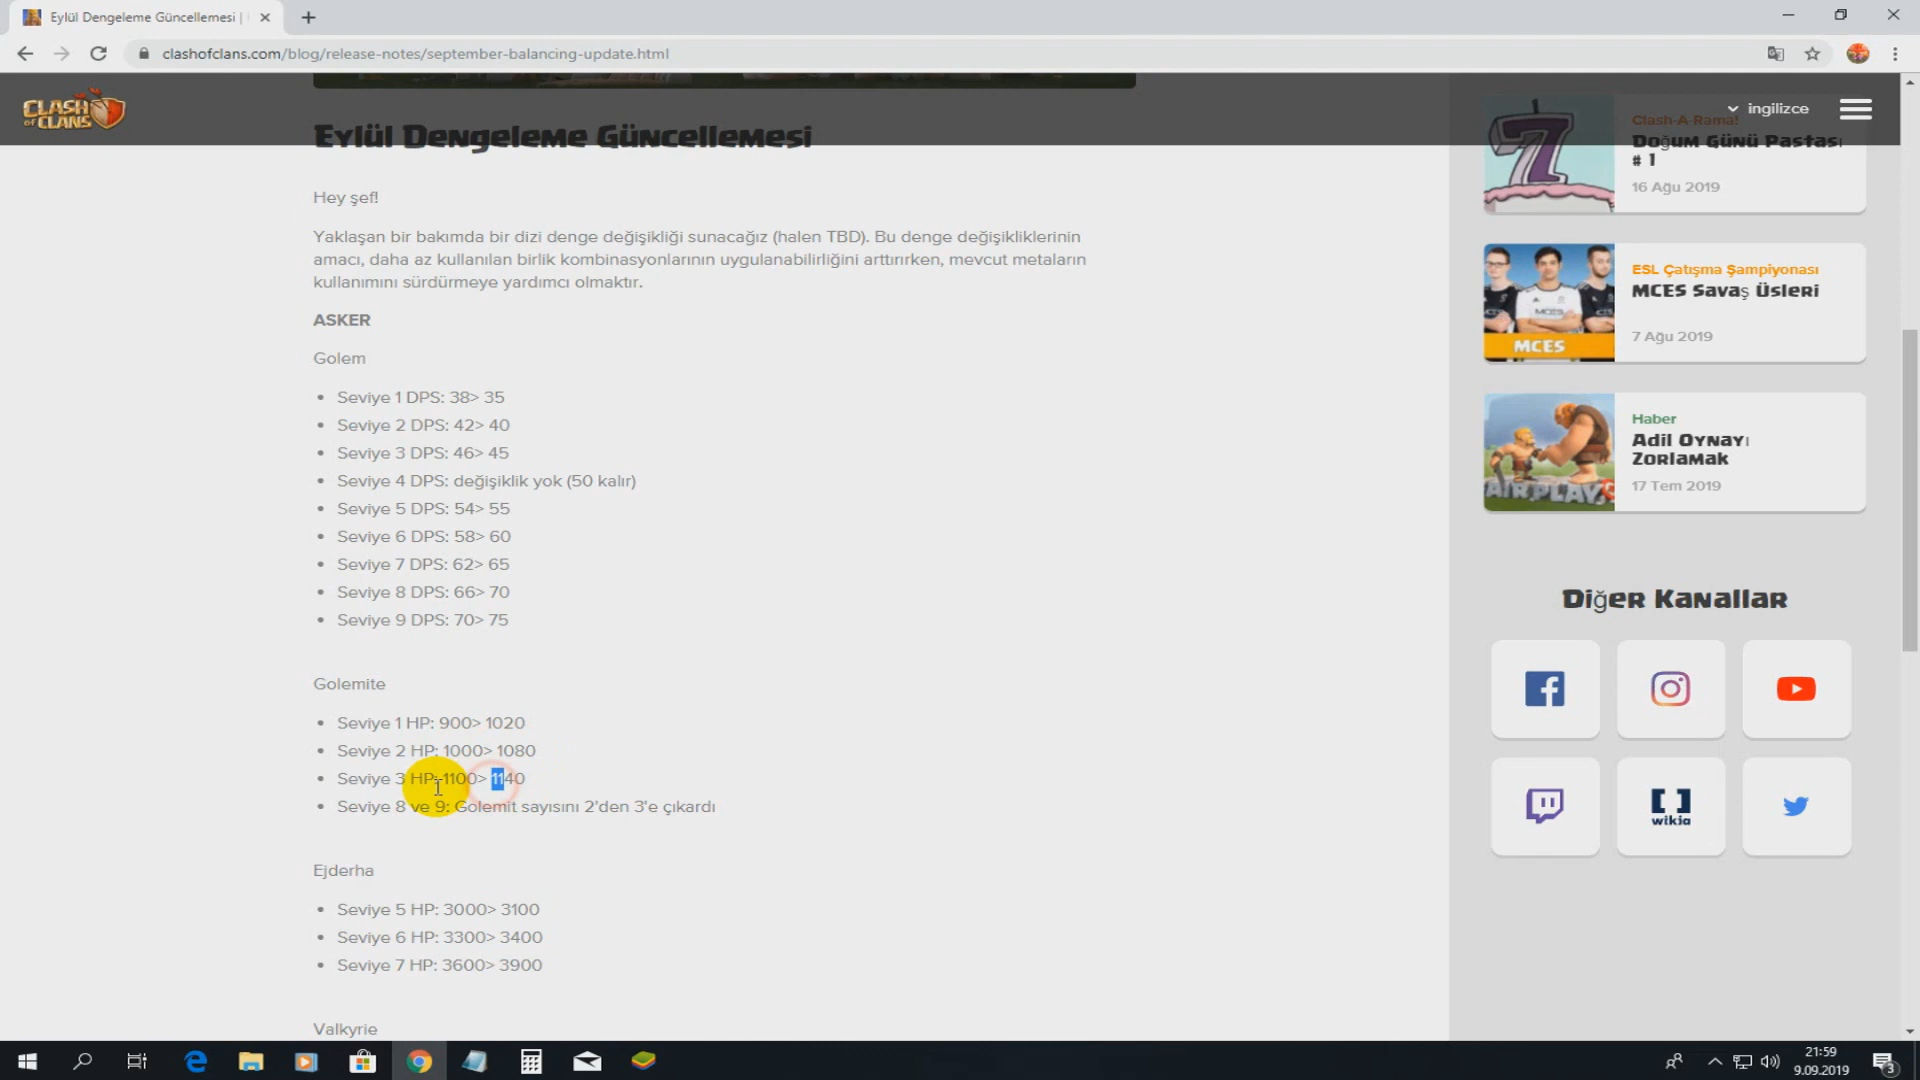 Eylül Dengeleme Güncellemesi |
clashofclans.com/blog/release-notes/september-balancing-update.html
CLASH
OF CLANS
ingilizce
Eylül Dengeleme Güncellemesi
Hey şef!
Yaklaşan bir bakımda bir dizi denge değişikliği sunacağız (halen TBD). Bu denge değişikliklerinin
amacı, daha az kullanılan birlik kombinasyonlarının uygulanabilirliğini arttırırken, mevcut metaların
kullanımını sürdürmeye yardımcı olmaktır.
ASKER
Golem
• Seviye 1 DPS: 38> 35
• Seviye 2 DPS: 42> 40
• Seviye 3 DPS: 46> 45
• Seviye 4 DPS: değişiklik yok (50 kalır)
• Seviye 5 DPS: 54> 55
• Seviye 6 DPS: 58> 60
• Seviye 7 DPS: 62> 65
• Seviye 8 DPS: 66> 70
• Seviye 9 DPS: 70> 75
Golemite
• Seviye 1 HP: 900> 1020
• Seviye 2 HP: 1000> 1080
• Seviye 3 HP: 1100> 1140
• Seviye 8 ve 9: Golemit sayısını 2'den 3'e çıkardı
Ejderha
• Seviye 5 HP: 3000> 3100
• Seviye 6 HP: 3300> 3400
• Seviye 7 HP: 3600> 3900
Valkyrie
7
Clash-A-Rama!
Doğum Günü Pastası
# 1
16 Ağu 2019
MCES
MCES
ESL Çatışma Şampiyonası
MCES Savaş Üsleri
7 Ağu 2019
AIR PLAY
Haber
Adil Oynayı
Zorlamak
17 Tem 2019
Diğer Kanallar
wikia
21:59
9.09.2019
3